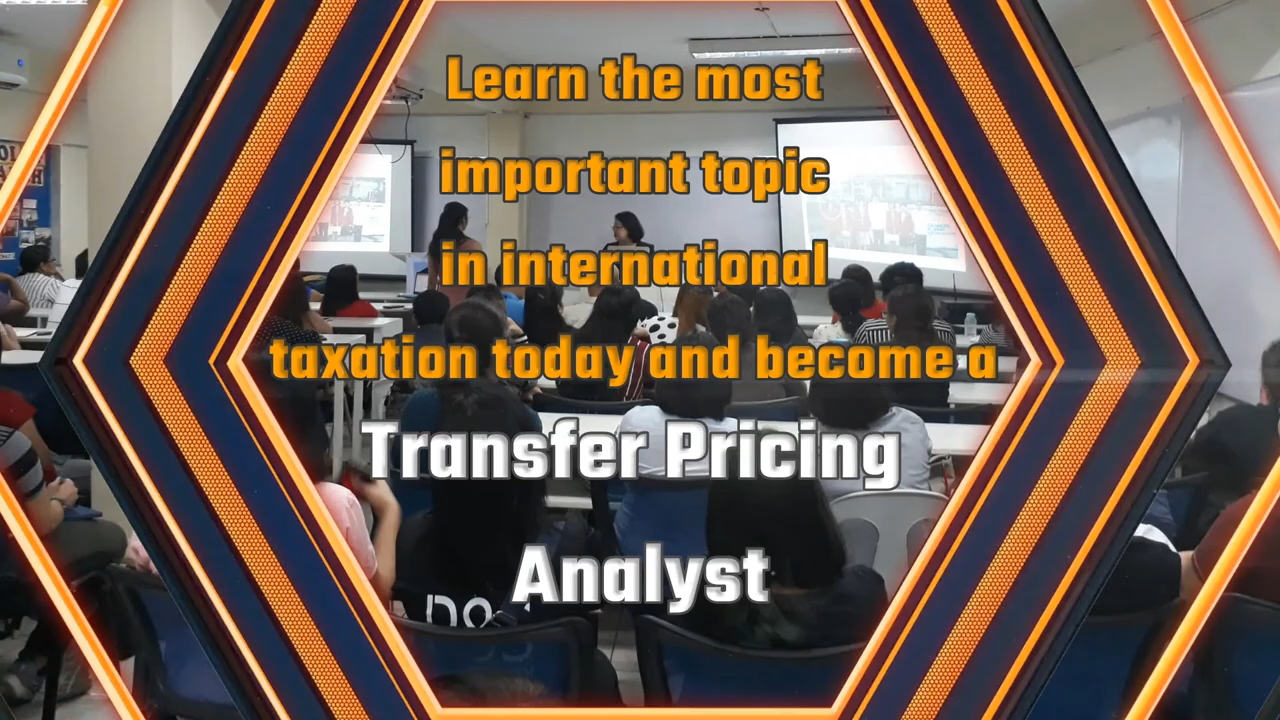 Learn the most
important topic
in international
taxation today and become a
Transfer Pricing
Analyst